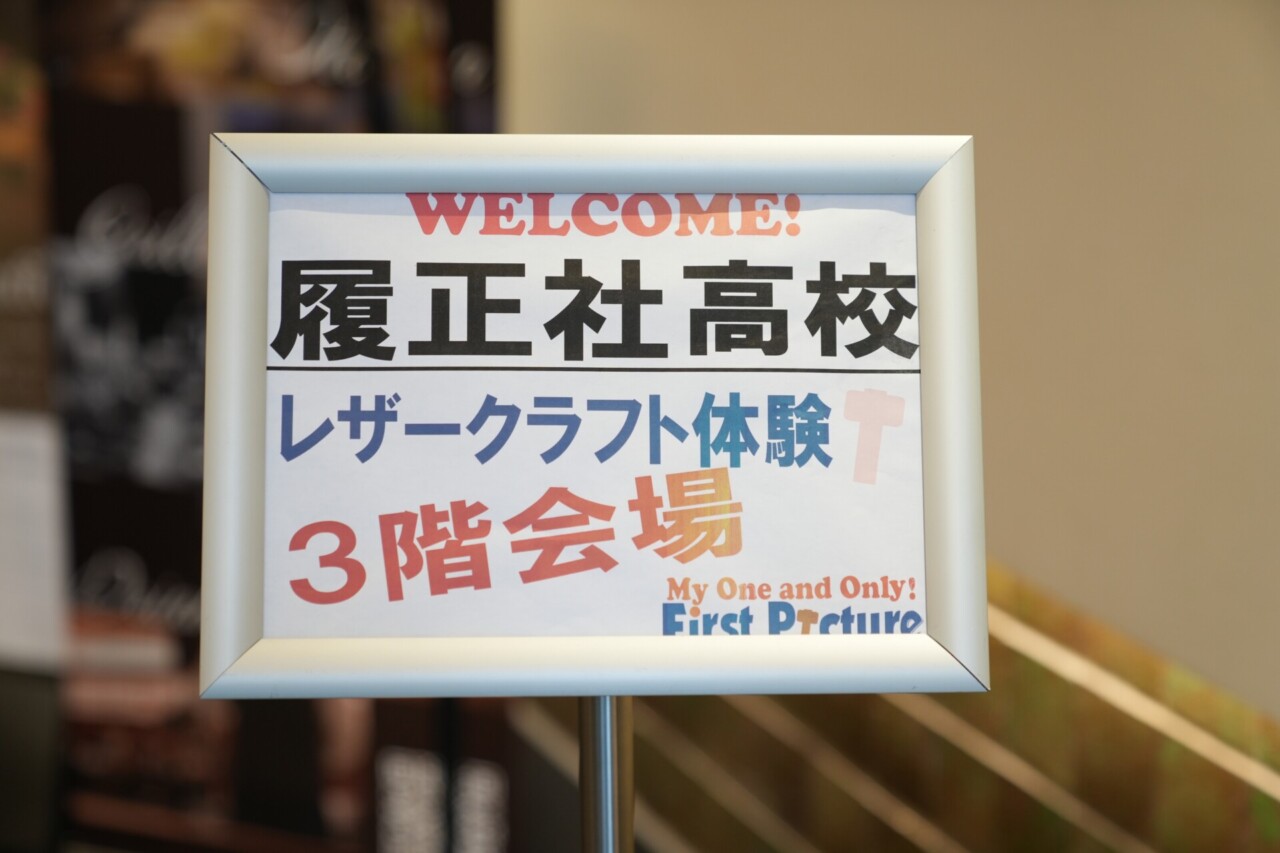 WELCOME!
履正社高校
レザークラフト体験
3階会場
My One and Only!
First Picture